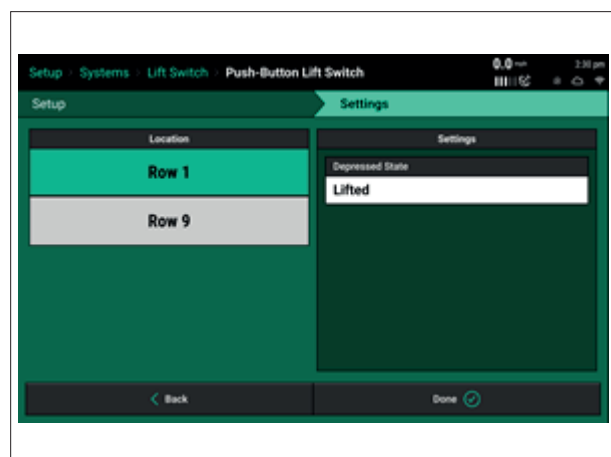 Setup Systems Lift Switch Push-Button Lift Switch
0.0 mph
2:30 pm
Setup
Settings
Location
Row 1
Row 9
Settings
Depressed State
Lifted
Back
Done